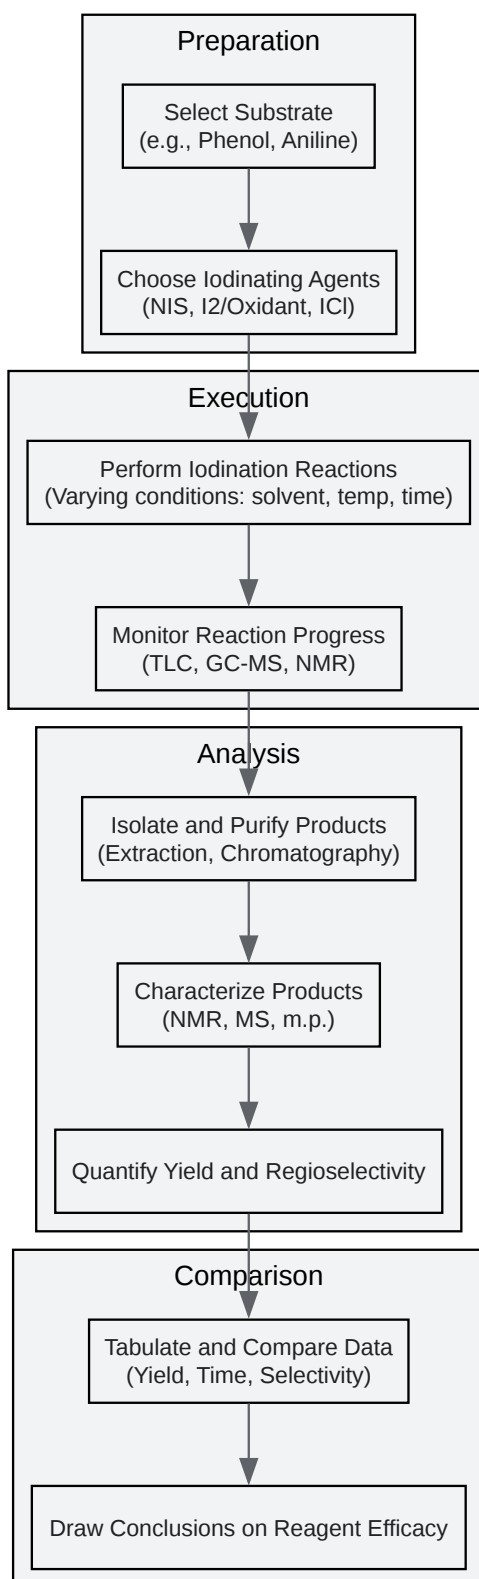 Preparation
Select Substrate
(e.g., Phenol, Aniline)
Choose Iodinating Agents
(NIS, I2/Oxidant, ICl)
Execution
Perform Iodination Reactions
(Varying conditions: solvent, temp, time)
Monitor Reaction Progress
(TLC, GC-MS, NMR)
Analysis
Isolate and Purify Products
(Extraction, Chromatography)
Characterize Products
(NMR, MS, m.p.)
Quantify Yield and Regioselectivity
Comparison
Tabulate and Compare Data
(Yield, Time, Selectivity)
Draw Conclusions on Reagent Efficacy